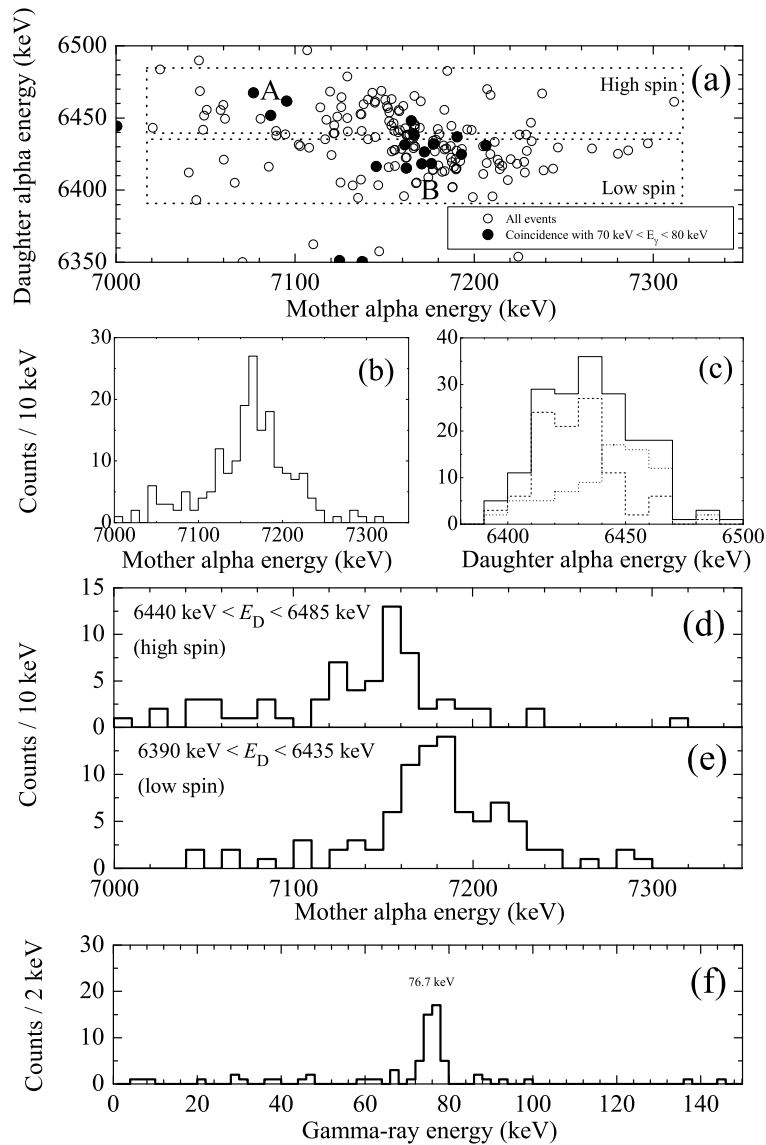 6500
6450
6400
6350
Daughter alpha energy (keV)
(a)
High spin
A
B
Low spin
All events
Coincidence with 70 keV < Eγ < 80 keV
7000 7100 7200 7300
Mother alpha energy (keV)
30
20
10
0
Counts / 10 keV
(b)
7000 7100 7200 7300
Mother alpha energy (keV)
40
30
20
10
0
(c)
6400 6450 6500
Daughter alpha energy (keV)
15
10
5
0
6440 keV < ED < 6485 keV
(high spin)
(d)
Counts / 10 keV
10
5
0
6390 keV < ED < 6435 keV
(low spin)
(e)
7000 7100 7200 7300
Mother alpha energy (keV)
30
20
10
0
Counts / 2 keV
76.7 keV
(f)
0 20 40 60 80 100 120 140
Gamma-ray energy (keV)